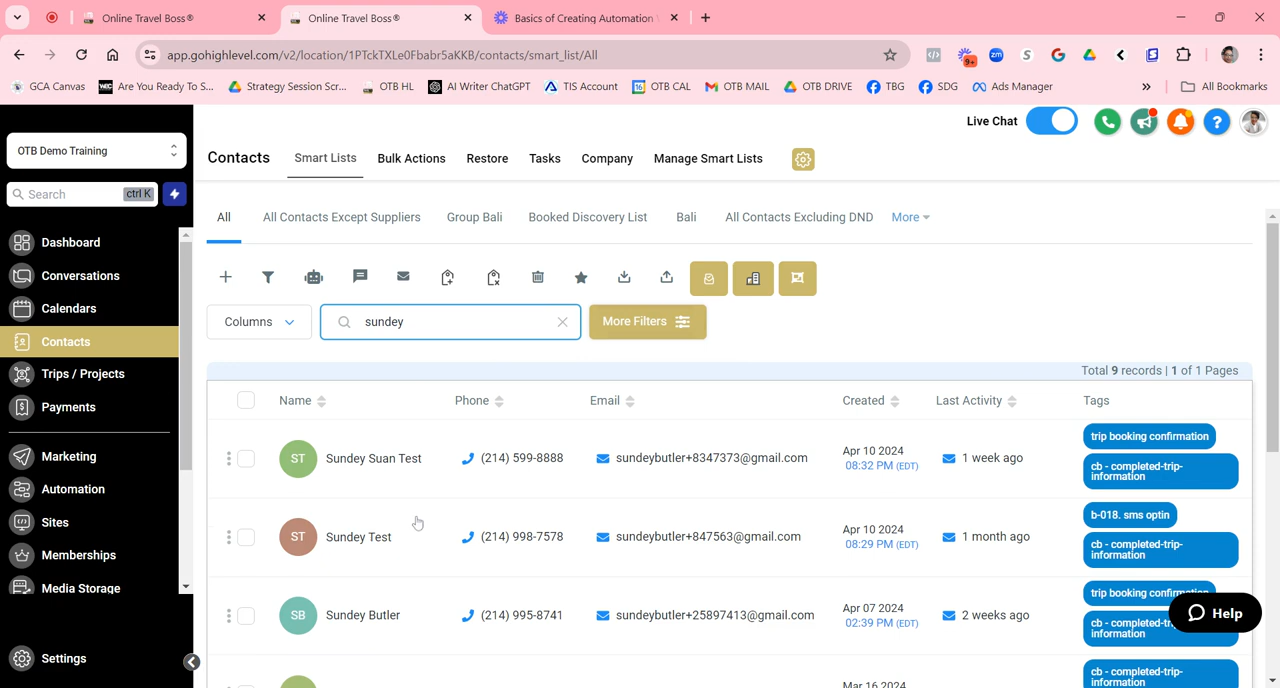 Online Travel Boss®
Online Travel Boss®
Basics of Creating Automation
app.gohighlevel.com/v2/location/1PTckTXLe0Fbabr5aKKB/contacts/smart_list/All
9+
zm
GCA Canvas
WEC
Are You Ready To S...
Strategy Session Scr...
OTB HL
AI Writer ChatGPT
TIS Account
16
OTB CAL
OTB MAIL
OTB DRIVE
TBG
SDG
Ads Manager
»
All Bookmarks
OTB Demo Training
Search
ctrl K
Dashboard
Conversations
Calendars
Contacts
Trips / Projects
Payments
Marketing
Automation
Sites
Memberships
Media Storage
Settings
Live Chat
Contacts
Smart Lists
Bulk Actions
Restore
Tasks
Company
Manage Smart Lists
All
All Contacts Except Suppliers
Group Bali
Booked Discovery List
Bali
All Contacts Excluding DND
More
Columns
sundey
More Filters
Total 9 records | 1 of 1 Pages
Name
Phone
Email
Created
Last Activity
Tags
ST
Sundey Suan Test
(214) 599-8888
sundeybutler+8347373@gmail.com
Apr 10 2024
08:32 PM (EDT)
1 week ago
trip booking confirmation
cb - completed-trip-
information
ST
Sundey Test
(214) 998-7578
sundeybutler+847563@gmail.com
Apr 10 2024
08:29 PM (EDT)
1 month ago
b-018. sms optin
cb - completed-trip-
information
SB
Sundey Butler
(214) 995-8741
sundeybutler+25897413@gmail.com
Apr 07 2024
02:39 PM (EDT)
2 weeks ago
trip booking confirmation
cb - completed-
information
Mar 16 2024
cb - completed-trip-
information
Help